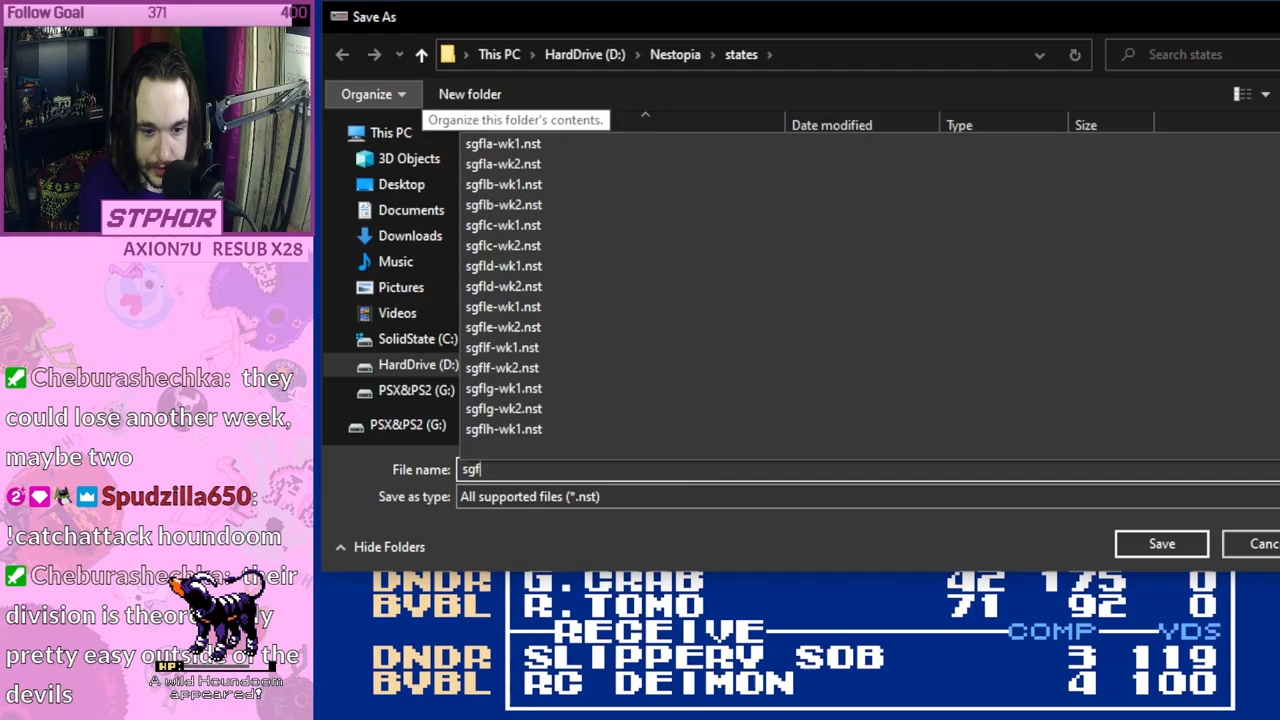 Follow Goal 371 400
STPHOR
AXION7U RESUB X28
Cheburashechka: they
could lose another week,
maybe two
2 Spudzilla650:
!catchattack houndoom
Cheburashechka: their
division is
pretty easy outside of the
devils
HP:
A wild Houndoom
appeared!
Save As
This PC > HardDrive (D:) > Nestopia > states >
Search states
Organize
New folder
Organize this folder's contents.
Date modified
Type
Size
This PC
3D Objects
Desktop
Documents
Downloads
Music
Pictures
Videos
SolidState (C:)
HardDrive (D:)
PSX&PS2 (G:)
PSX&PS2 (G:)
sgfla-wk1.nst
sgfla-wk2.nst
sgflb-wk1.nst
sgflb-wk2.nst
sgflc-wk1.nst
sgflc-wk2.nst
sgfld-wk1.nst
sgfld-wk2.nst
sgfle-wk1.nst
sgfle-wk2.nst
sgflf-wk1.nst
sgflf-wk2.nst
sgflg-wk1.nst
sgflg-wk2.nst
sgflh-wk1.nst
File name: sgf
Save as type: All supported files (*.nst)
Hide Folders
Save
Canc
DNDR G. CRAB 42 175 0
BVBL R. TOMO 71 92 0
RECEIVE COMP YDS
DNDR SLIPPERY SOB 3 119
BVBL RG DEIMON 4 100